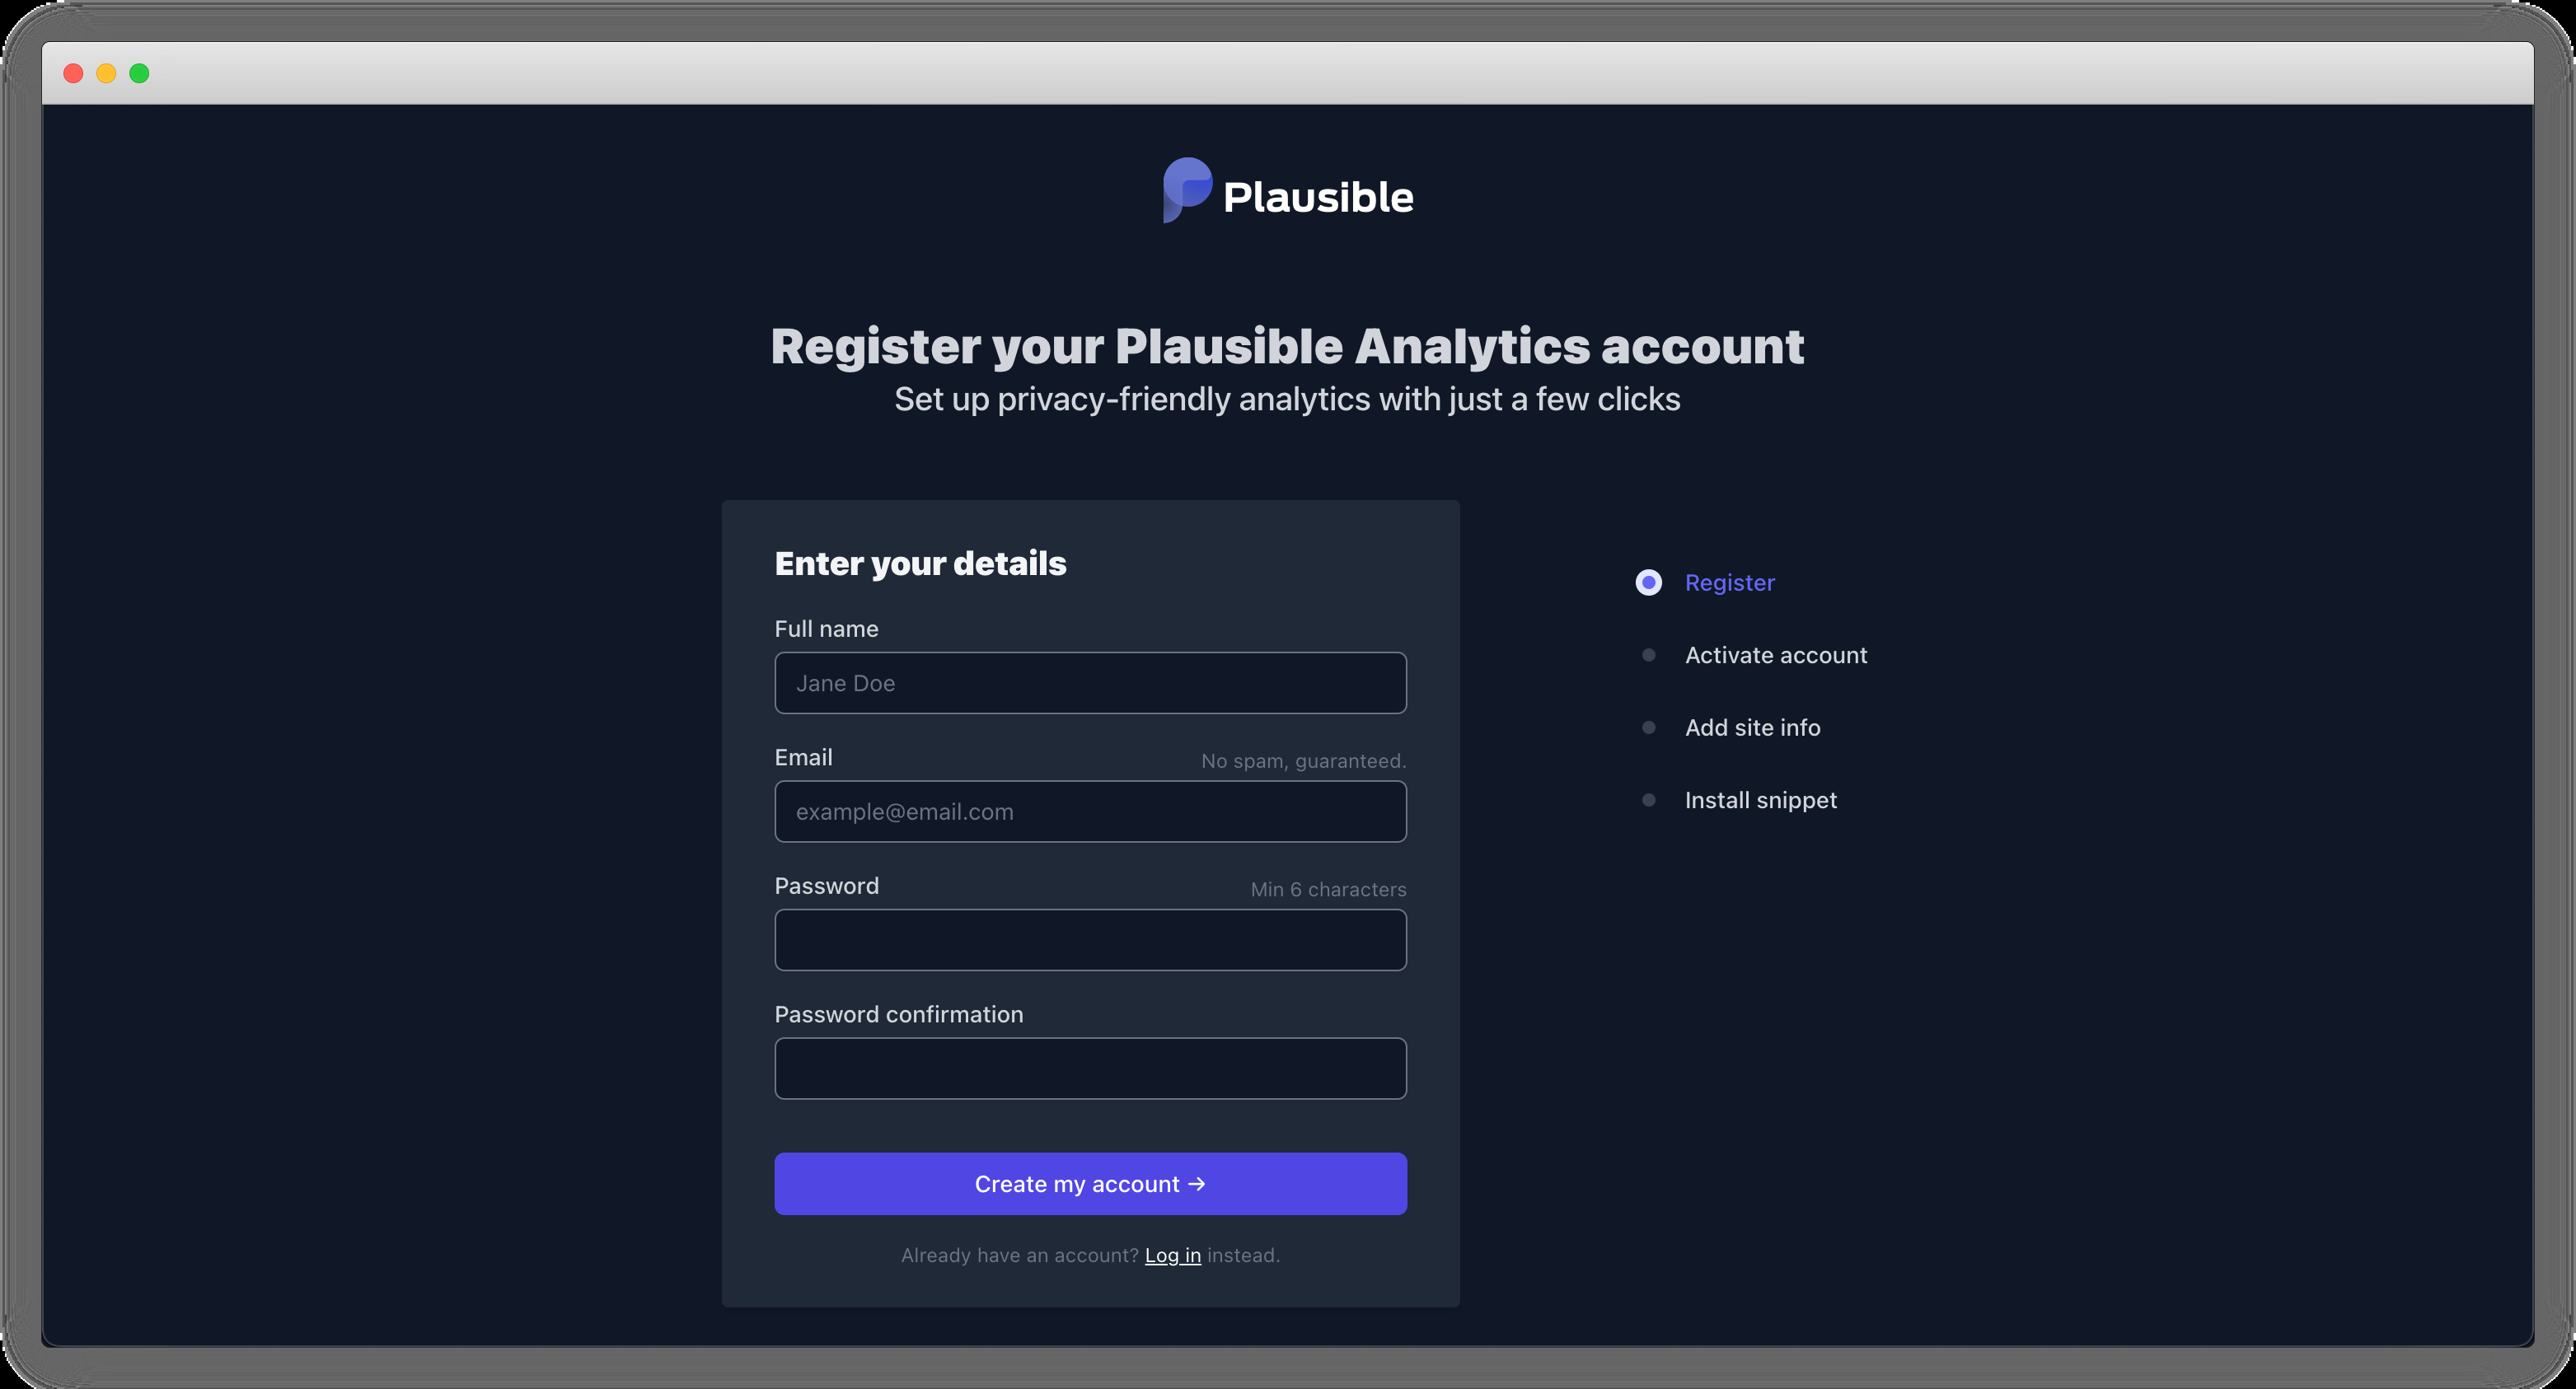 Plausible
Register your Plausible Analytics account
Set up privacy-friendly analytics with just a few clicks
Enter your details
Full name
Jane Doe
Email
No spam, guaranteed.
example@email.com
Password
Min 6 characters
Password confirmation
Create my account →
Already have an account? Log in instead.
Register
Activate account
Add site info
Install snippet